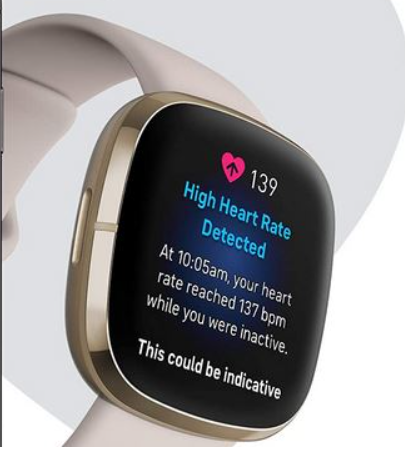 139
High Heart Rate
Detected
At 10:05am, your heart
rate reached 137 bpm
while you were inactive.
This could be indicative